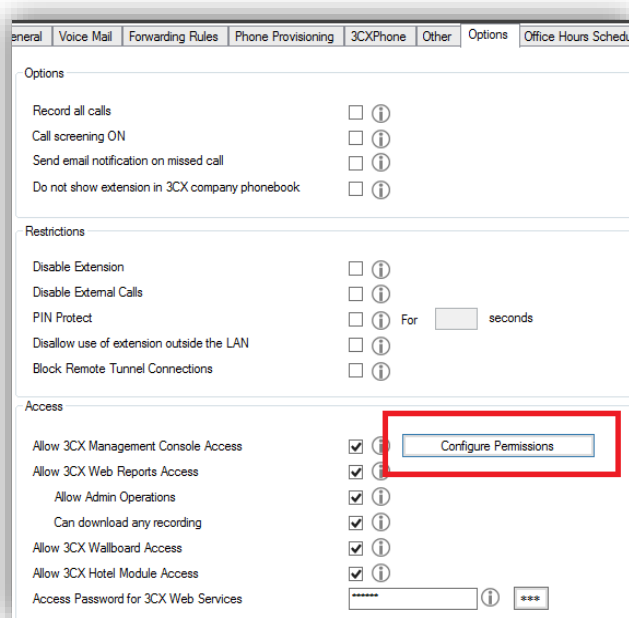 eneral Voice Mail Forwarding Rules Phone Provisioning 3CXPhone Other Options Office Hours Schedu
Options
Record all calls
Call screening ON
Send email notification on missed call
Do not show extension in 3CX company phonebook
Restrictions
Disable Extension
Disable External Calls
PIN Protect For seconds
Disallow use of extension outside the LAN
Block Remote Tunnel Connections
Access
Allow 3CX Management Console Access Configure Permissions
Allow 3CX Web Reports Access
Allow Admin Operations
Can download any recording
Allow 3CX Wallboard Access
Allow 3CX Hotel Module Access
Access Password for 3CX Web Services ****** ***